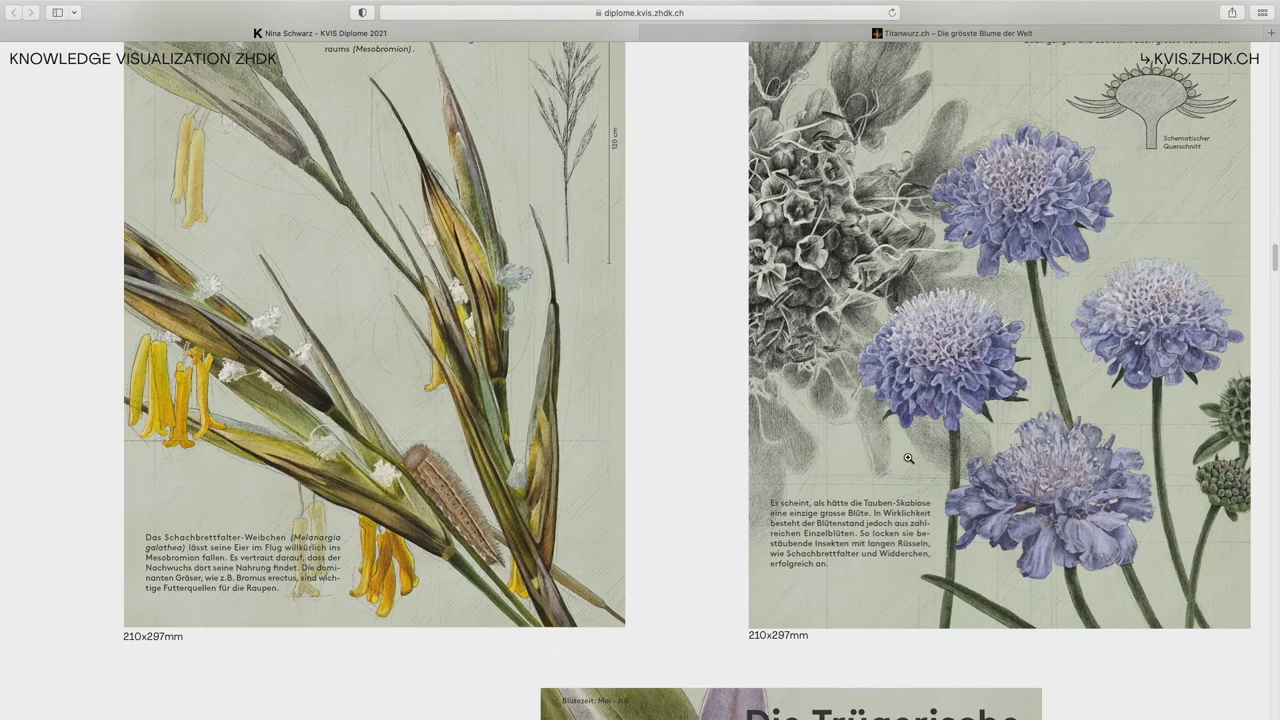 diplome.kvis.zhdk.ch
Nina Schwarz - KVIS Diplome 2021
Titanwurz.ch – Die grösste Blume der Welt
KNOWLEDGE VISUALIZATION ZHDK
↳ KVIS.ZHDK.CH
raums (Mesobromion).
120 cm
Das Schachbrettfalter-Weibchen (Melanargia
galathea) lässt seine Eier im Flug willkürlich ins
Mesobromion fallen. Es vertraut darauf, dass der
Nachwuchs dort seine Nahrung findet. Die domi-
nanten Gräser, wie z.B. Bromus erectus, sind wich-
tige Futterquellen für die Raupen.
210x297mm
Schematischer
Querschnitt
Es scheint, als hätte die Tauben-Skabiose
eine einzige grosse Blüte. In Wirklichkeit
besteht der Blütenstand jedoch aus zahl-
reichen Einzelblüten. So locken sie be-
stäubende Insekten mit langen Rüsseln,
wie Schachbrettfalter und Widderchen,
erfolgreich an.
210x297mm
Blütezeit: Mai - Juli
Die Trügerische